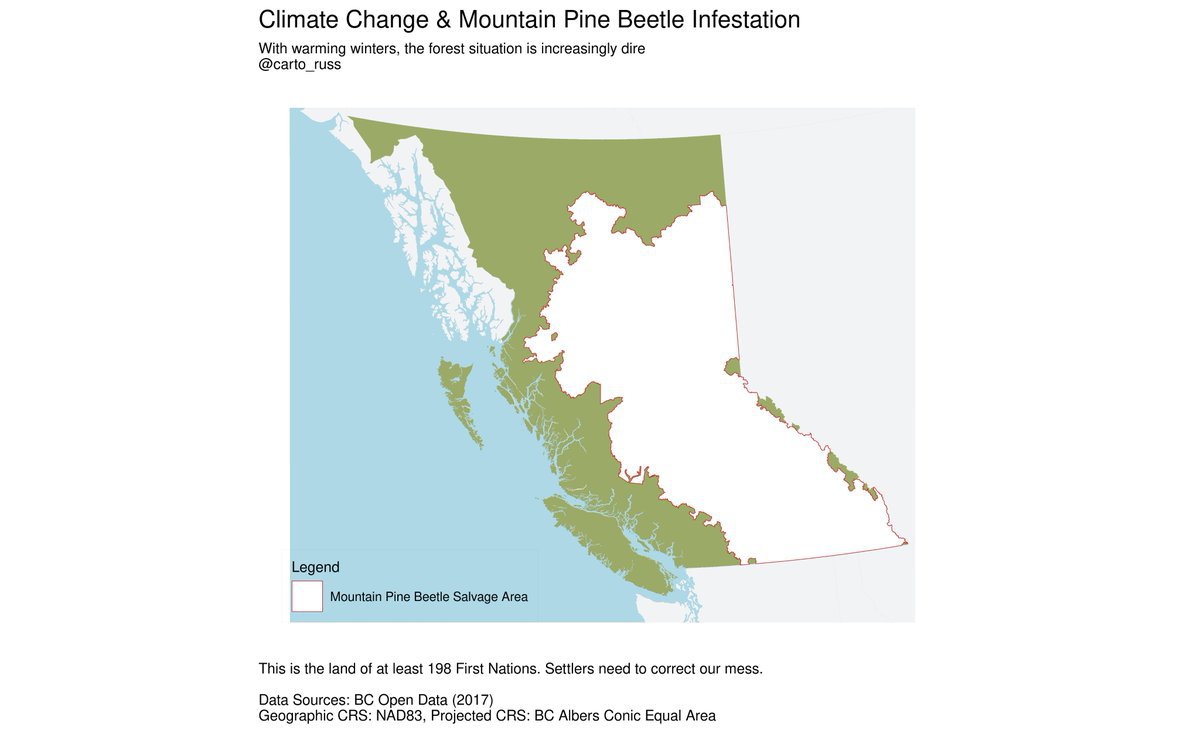 Climate Change & Mountain Pine Beetle Infestation
With warming winters, the forest situation is increasingly dire
@carto_russ
Legend
Mountain Pine Beetle Salvage Area
This is the land of at least 198 First Nations. Settlers need to correct our mess.
Data Sources: BC Open Data (2017)
Geographic CRS: NAD83, Projected CRS: BC Albers Conic Equal Area